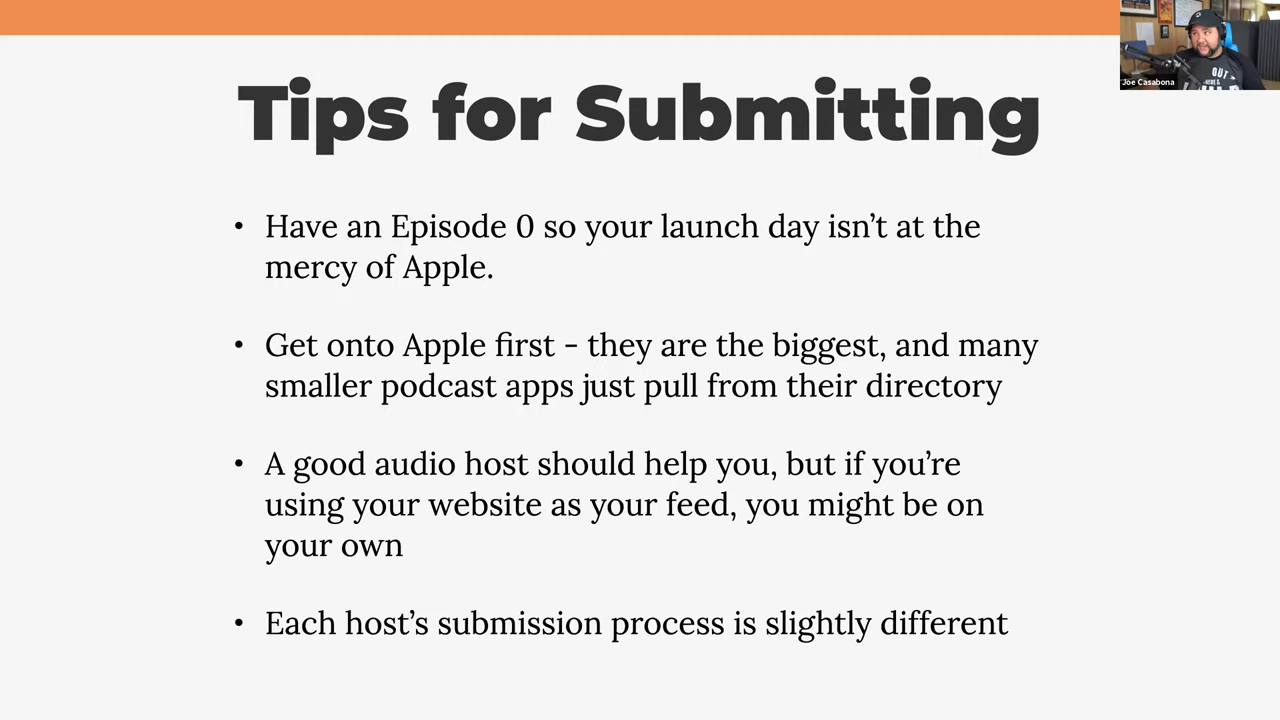 Tips for Submitting
Joe Casabona
• Have an Episode 0 so your launch day isn’t at the
mercy of Apple.
• Get onto Apple first - they are the biggest, and many
smaller podcast apps just pull from their directory
• A good audio host should help you, but if you’re
using your website as your feed, you might be on
your own
• Each host’s submission process is slightly different